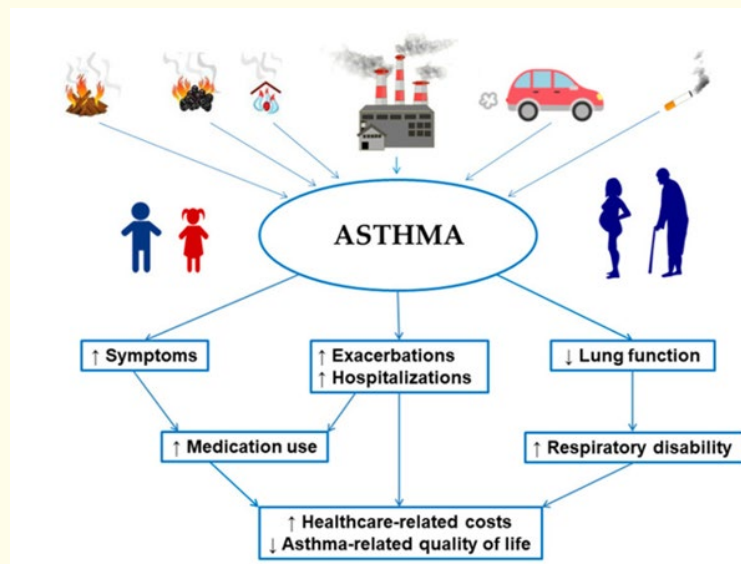 ASTHMA
↑ Symptoms
↑ Exacerbations
↑ Hospitalizations
↓ Lung function
↑ Medication use
↑ Respiratory disability
↑ Healthcare-related costs
↓ Asthma-related quality of life